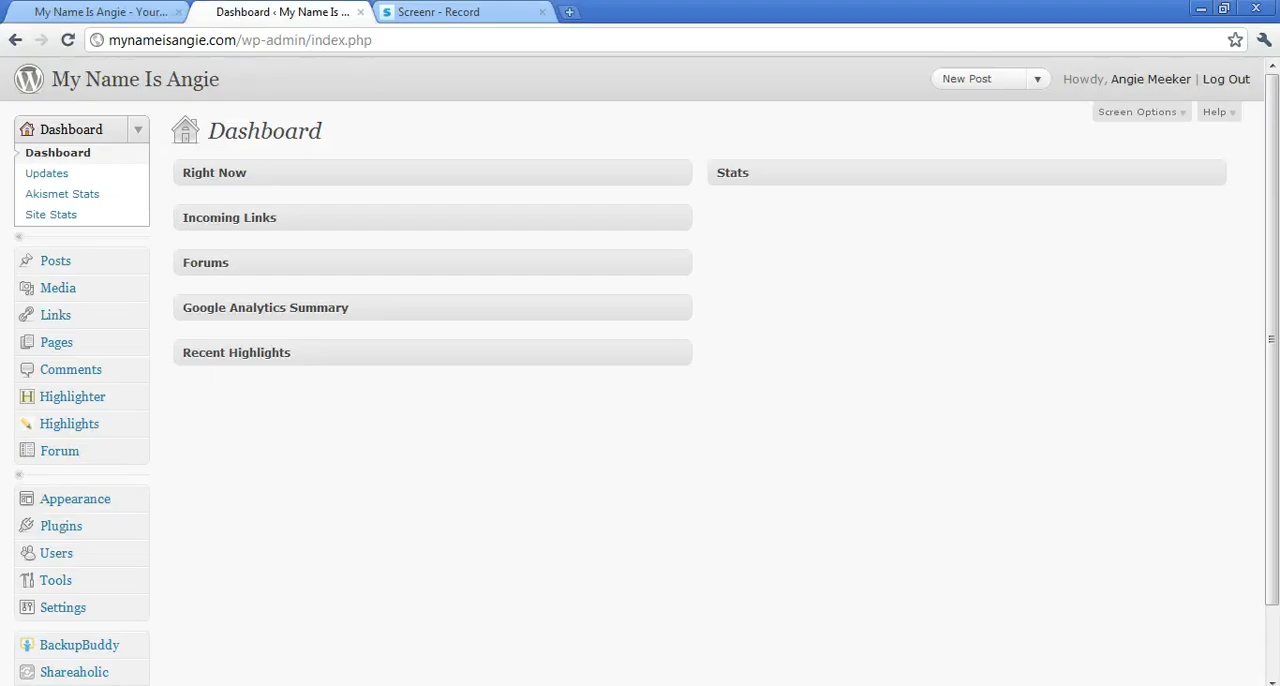 My Name Is Angie - Your...
Dashboard ‹ My Name Is ...
Screenr - Record
mynameisangie.com/wp-admin/index.php
My Name Is Angie
New Post
Howdy, Angie Meeker | Log Out
Screen Options
Help
Dashboard
Dashboard
Updates
Akismet Stats
Site Stats
Posts
Media
Links
Pages
Comments
Highlighter
Highlights
Forum
Appearance
Plugins
Users
Tools
Settings
BackupBuddy
Shareaholic
Dashboard
Right Now
Incoming Links
Forums
Google Analytics Summary
Recent Highlights
Stats